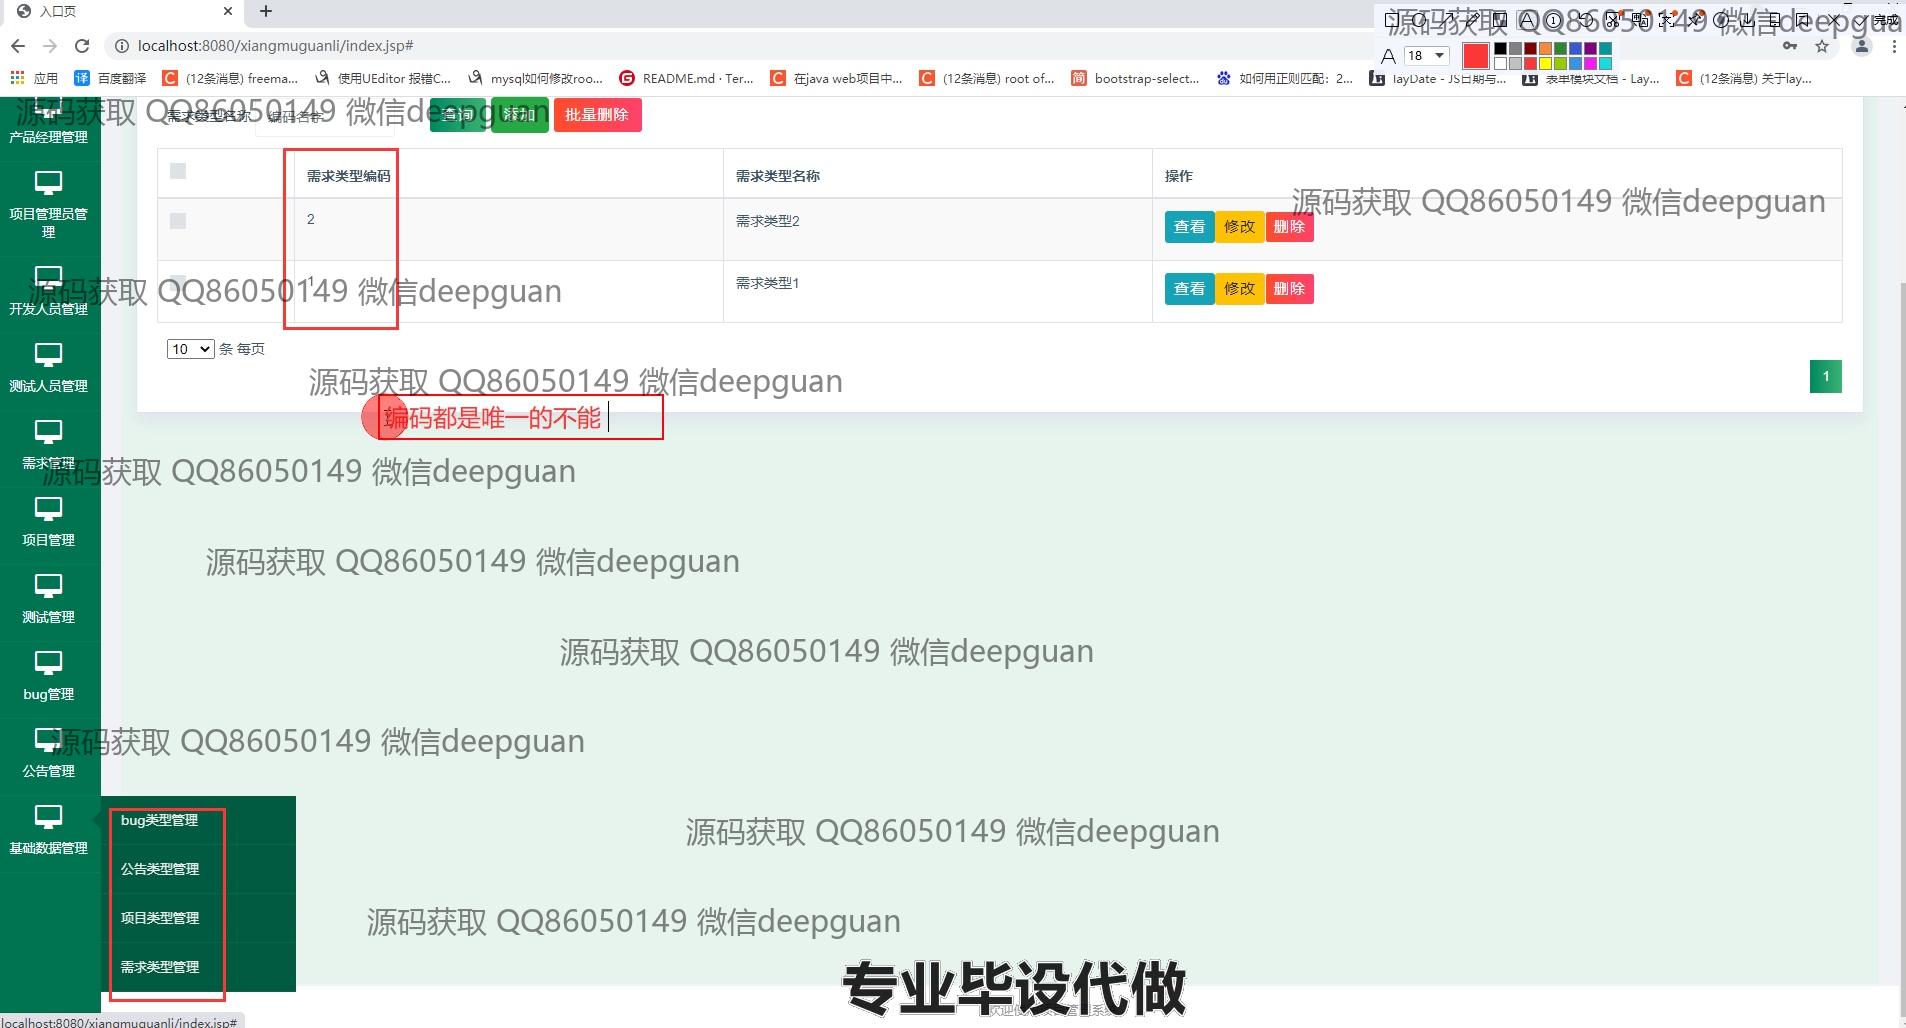 入口页
localhost:8080/xiangmuguanli/index.jsp#
完成
源码获取 QQ86050149 微信deepgua
A 18
应用
百度翻译
(12条消息) freema...
使用UEditor 报错C...
mysql如何修改roo...
README.md · Ter...
在java web项目中...
(12条消息) root of...
bootstrap-select...
如何用正则匹配：2...
layDate - JS日期与...
表单模块文档 - Lay...
(12条消息) 关于lay...
源码获取 QQ86050149 微信deepguan
需求类型名称
编码名称
查询
添加
批量删除
产品经理管理
需求类型编码
需求类型名称
操作
源码获取 QQ86050149 微信deepguan
2
需求类型2
查看
修改
删除
项目管理员管
理
1
需求类型1
查看
修改
删除
源码获取 QQ86050149 微信deepguan
开发人员管理
10
条 每页
1
源码获取 QQ86050149 微信deepguan
测试人员管理
编码都是唯一的不能
需求管理
源码获取 QQ86050149 微信deepguan
项目管理
源码获取 QQ86050149 微信deepguan
测试管理
源码获取 QQ86050149 微信deepguan
bug管理
源码获取 QQ86050149 微信deepguan
公告管理
bug类型管理
源码获取 QQ86050149 微信deepguan
基础数据管理
公告类型管理
项目类型管理
源码获取 QQ86050149 微信deepguan
需求类型管理
专业毕设代做
localhost:8080/xiangmuguanli/index.jsp#